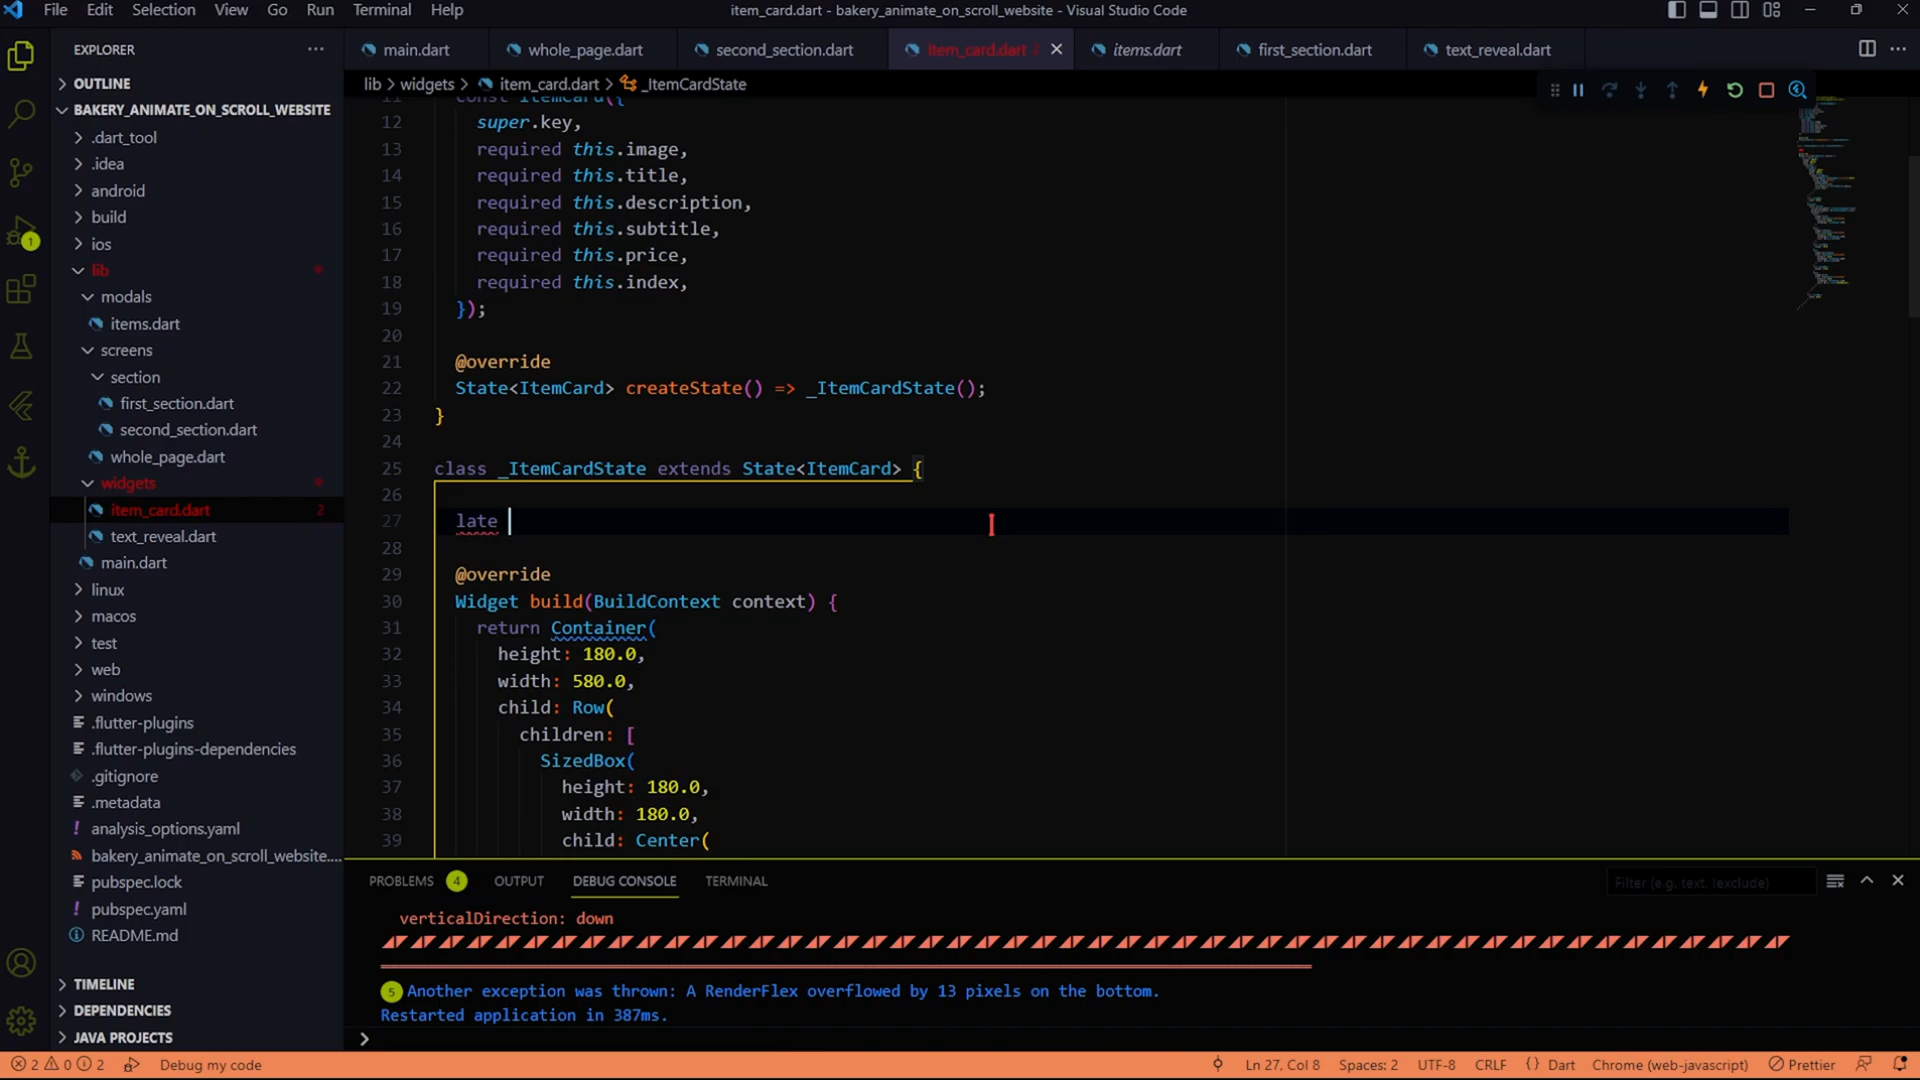 File Edit Selection View Go Run Terminal Help
item_card.dart - bakery_animate_on_scroll_website - Visual Studio Code
EXPLORER
OUTLINE
BAKERY_ANIMATE_ON_SCROLL_WEBSITE
.dart_tool
.idea
android
build
ios
lib
modals
items.dart
screens
section
first_section.dart
second_section.dart
whole_page.dart
widgets
item_card.dart 2
text_reveal.dart
main.dart
linux
macos
test
web
windows
.flutter-plugins
.flutter-plugins-dependencies
.gitignore
.metadata
analysis_options.yaml
bakery_animate_on_scroll_website....
pubspec.lock
pubspec.yaml
README.md
TIMELINE
DEPENDENCIES
JAVA PROJECTS
1
main.dart whole_page.dart second_section.dart item_card.dart 2 items.dart first_section.dart text_reveal.dart
lib > widgets > item_card.dart > _ItemCardState
11 const ItemCard({
12 super.key,
13 required this.image,
14 required this.title,
15 required this.description,
16 required this.subtitle,
17 required this.price,
18 required this.index,
19 });
20
21 @override
22 State<ItemCard> createState() => _ItemCardState();
23 }
24
25 class _ItemCardState extends State<ItemCard> {
26
27 late
28
29 @override
30 Widget build(BuildContext context) {
31 return Container(
32 height: 180.0,
33 width: 580.0,
34 child: Row(
35 children: [
36 SizedBox(
37 height: 180.0,
38 width: 180.0,
39 child: Center(
PROBLEMS 4 OUTPUT DEBUG CONSOLE TERMINAL
Filter (e.g. text, !exclude)
verticalDirection: down
5 Another exception was thrown: A RenderFlex overflowed by 13 pixels on the bottom.
Restarted application in 387ms.
>
2 0 2 Debug my code
Ln 27, Col 8 Spaces: 2 UTF-8 CRLF {} Dart Chrome (web-javascript) Prettier